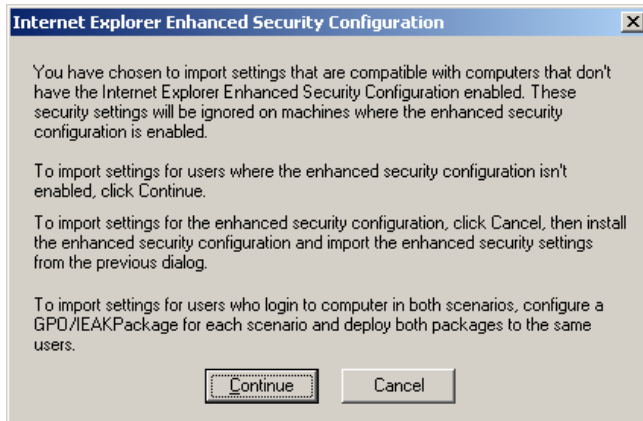 Internet Explorer Enhanced Security Configuration
You have chosen to import settings that are compatible with computers that don't
have the Internet Explorer Enhanced Security Configuration enabled. These
security settings will be ignored on machines where the enhanced security
configuration is enabled.
To import settings for users where the enhanced security configuration isn't
enabled, click Continue.
To import settings for the enhanced security configuration, click Cancel, then install
the enhanced security configuration and import the enhanced security settings
from the previous dialog.
To import settings for users who login to computer in both scenarios, configure a
GPO/IEAKPackage for each scenario and deploy both packages to the same
users.
Continue
Cancel